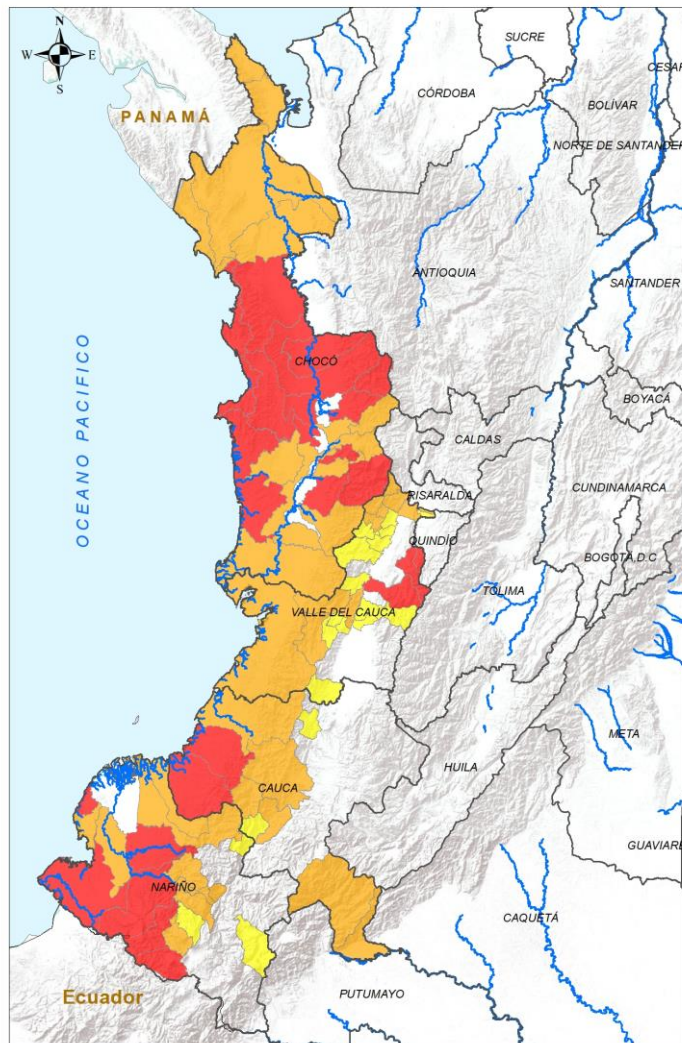 N
W E
S
SUCRE
CESAR
CÓRDOBA
BOLÍVAR
PANAMÁ
NORTE DE SANTANDER
ANTIOQUIA
SANTANDER
OCEANO PACIFICO
CHOCÓ
BOYACÁ
CALDAS
CUNDINAMARCA
RISARALDA
QUINDÍO
BOGOTÁ D.C
TOLIMA
VALLE DEL CAUCA
META
HUILA
CAUCA
GUAVIARE
NARIÑO
CAQUETÁ
Ecuador
PUTUMAYO